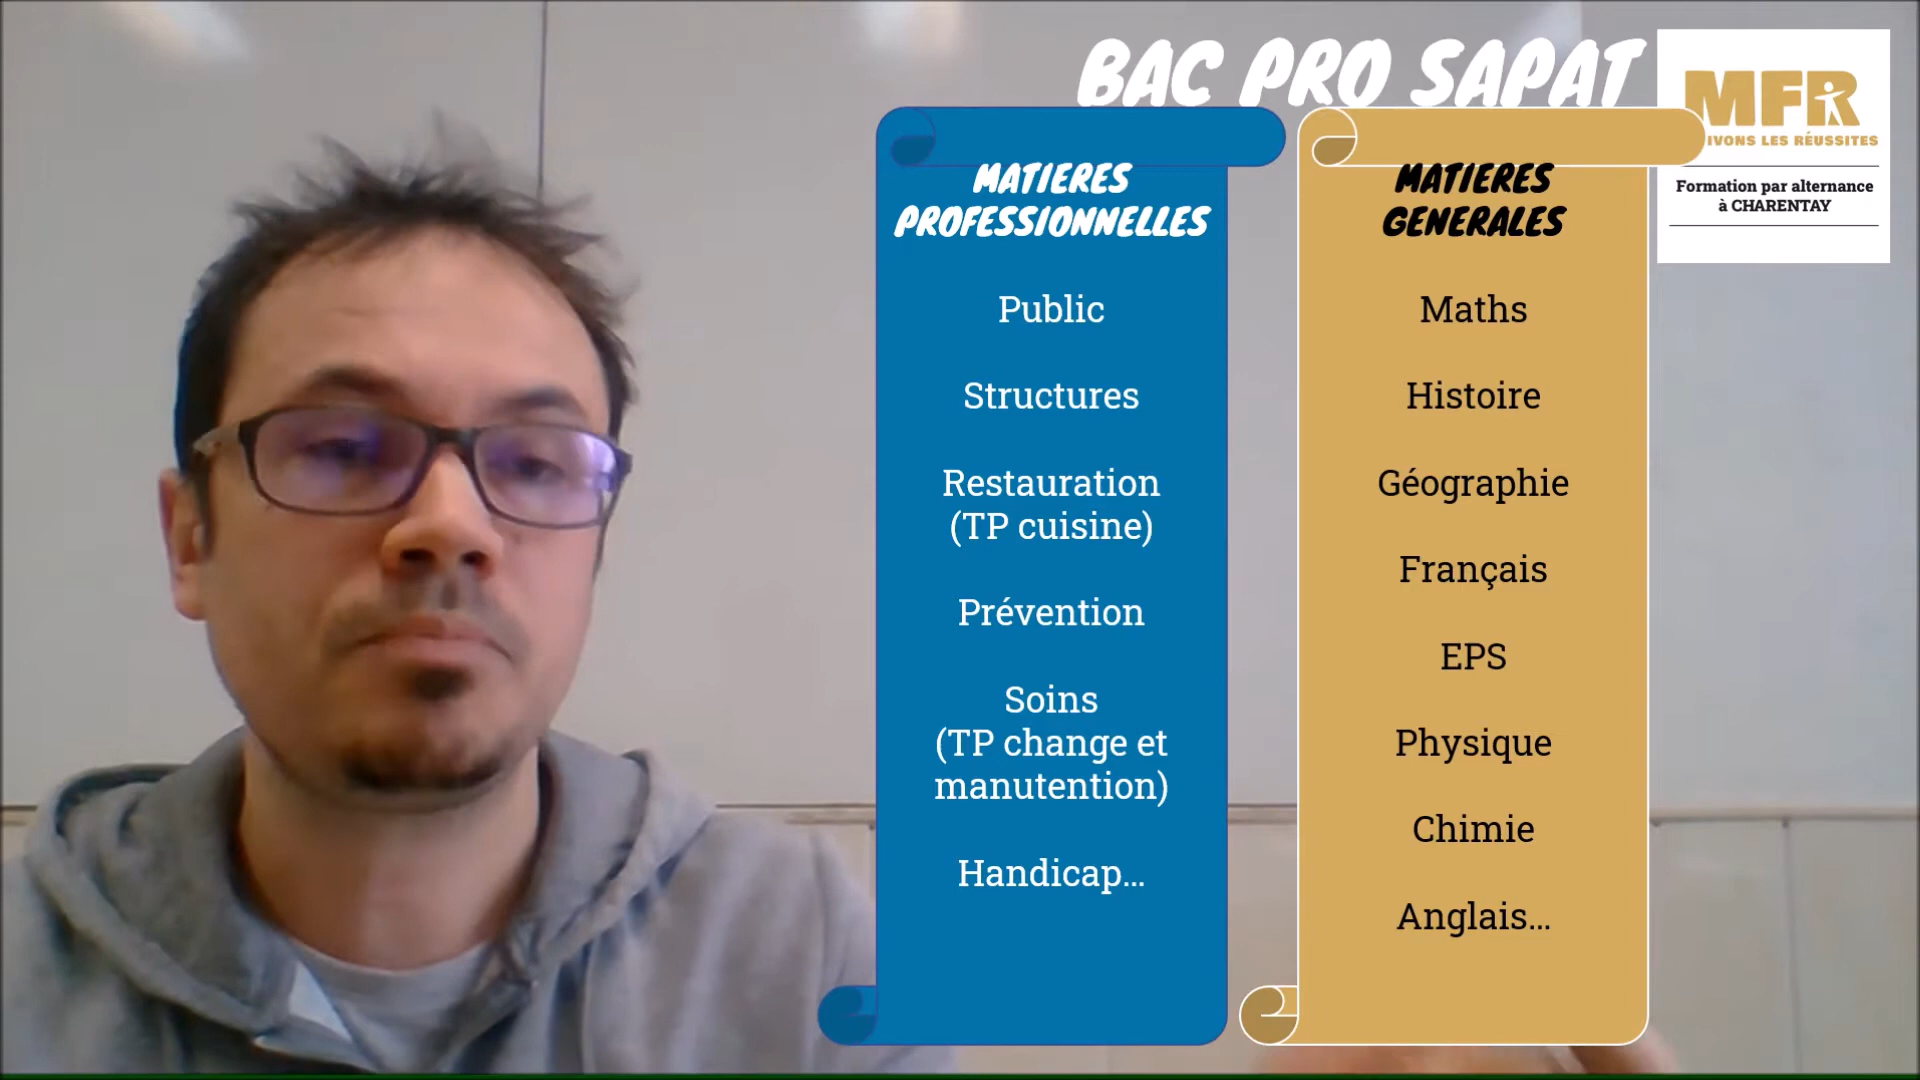 BAC PRO SAPAT
MFR
IVONS LES RÉUSSITES
Formation par alternance
à CHARENTAY
MATIERES
PROFESSIONNELLES
Public
Structures
Restauration
(TP cuisine)
Prévention
Soins
(TP change et
manutention)
Handicap...
MATIERES
GENERALES
Maths
Histoire
Géographie
Français
EPS
Physique
Chimie
Anglais...